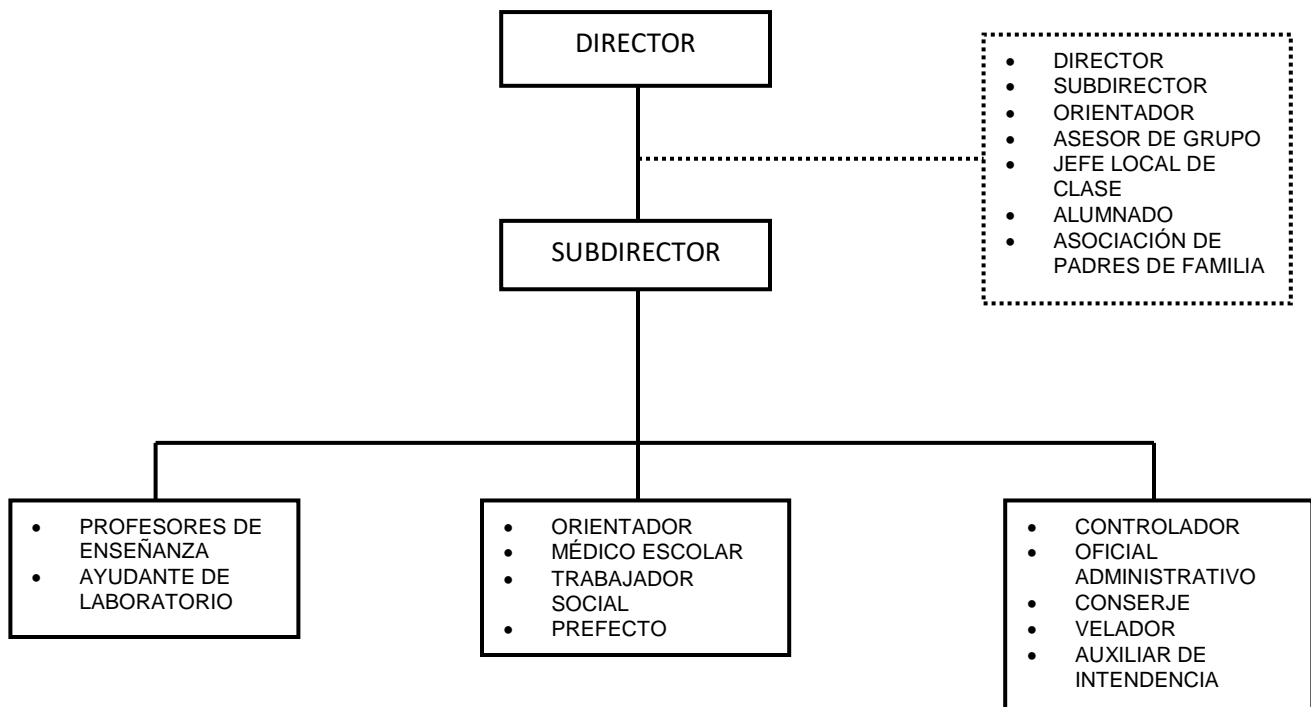 DIRECTOR
• DIRECTOR
• SUBDIRECTOR
• ORIENTADOR
• ASESOR DE GRUPO
• JEFE LOCAL DE
CLASE
• ALUMNADO
• ASOCIACIÓN DE
PADRES DE FAMILIA
SUBDIRECTOR
• PROFESORES DE
ENSEÑANZA
• AYUDANTE DE
LABORATORIO
• ORIENTADOR
• MÉDICO ESCOLAR
• TRABAJADOR
SOCIAL
• PREFECTO
• CONTROLADOR
• OFICIAL
ADMINISTRATIVO
• CONSERJE
• VELADOR
• AUXILIAR DE
INTENDENCIA